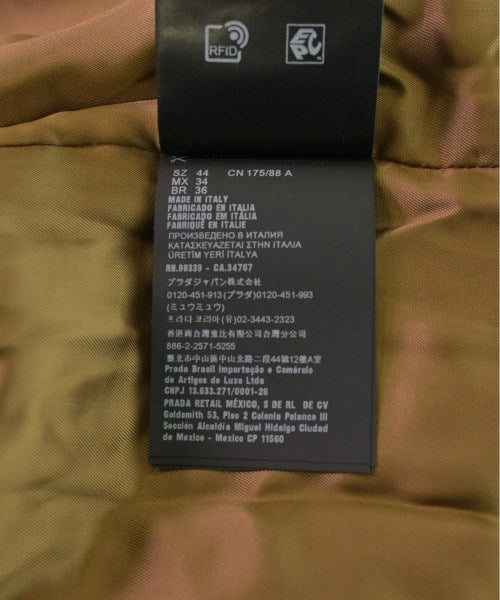 RFID
EPC
SZ 44 CN 175/88 A
MX 34
BR 36
MADE IN ITALY
FABRICADO EN ITALIA
FABRICADO EM ITÁLIA
FABRIQUÉ EN ITALIE
ПРОИЗВЕДЕНО В ИТАЛИЯ
ΚΑΤΑΣΚΕΥΑΖΕΤΑΙ ΣΤΗΝ ΙΤΑΛΙΑ
ÜRETİM YERİ İTALYA
RN.98339 - CA.34767
プラダジャパン株式会社
0120-451-913(プラダ)0120-451-993
(ミュウミュウ)
프라다 코리아(유)02-3443-2323
香港商台灣普比有限公司台灣分公司
886-2-2571-5255
臺北市中山區中山北路二段44號12樓A室
Prada Brasil Importação e Comércio
de Artigos de Luxo Ltda
CNPJ 13.633.271/0001-26
PRADA RETAIL MÉXICO, S DE RL DE CV
Goldsmith 53, Piso 2 Colonia Polanco III
Sección Alcaldía Miguel Hidalgo Ciudad
de Mexico - Mexico CP 11560